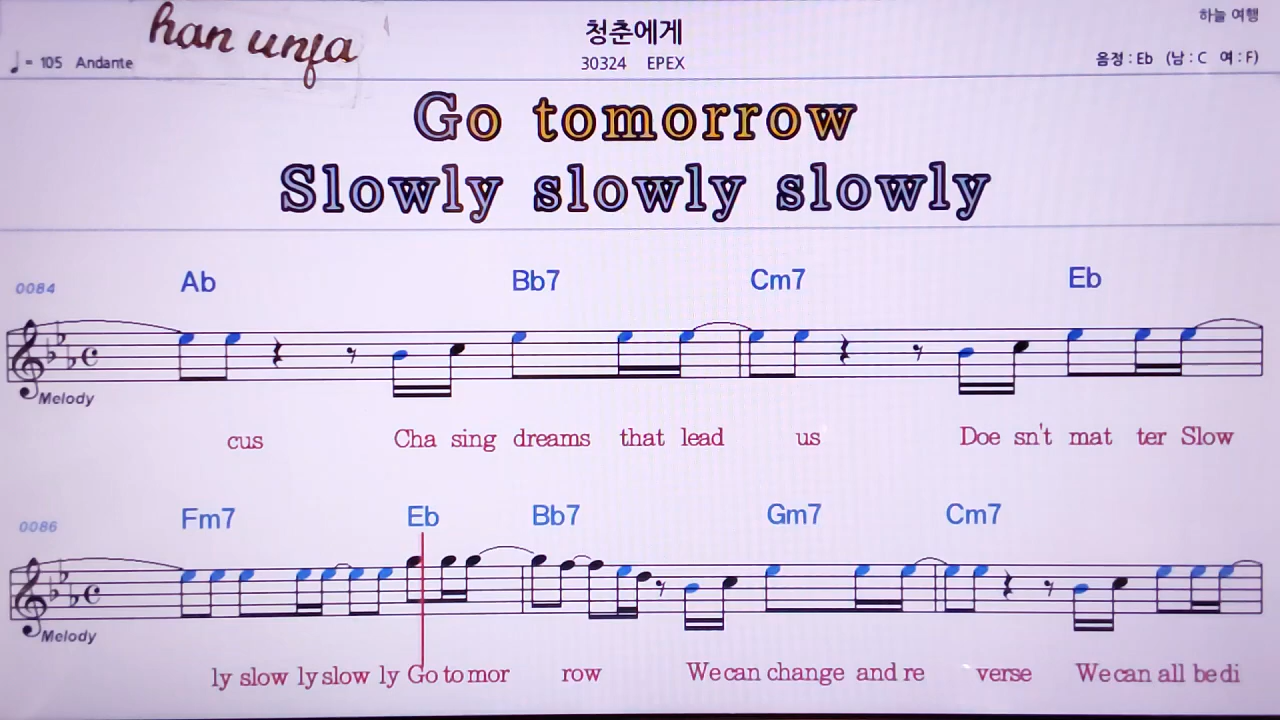 han unja
청춘에게
하늘 여행
♩= 105 Andante
30324 EPEX
음정 : Eb (남 : C 여 : F)
Go tomorrow
Slowly slowly slowly
0084 Ab Bb7 Cm7 Eb
Melody
cus Cha sing dreams that lead us Doe sn't mat ter Slow
0086 Fm7 Eb Bb7 Gm7 Cm7
Melody
ly slow ly slow ly Go to mor row We can change and re verse We can all be di